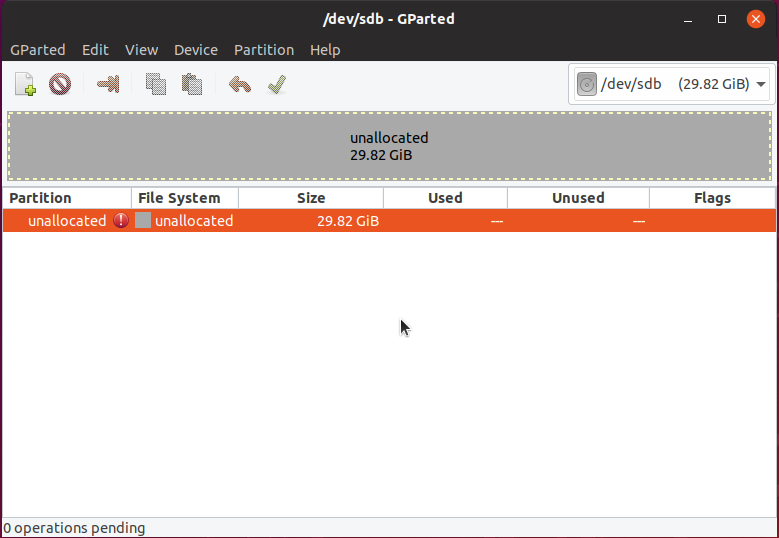 /dev/sdb - GParted
GParted Edit View Device Partition Help
/dev/sdb (29.82 GiB)
unallocated
29.82 GiB
Partition File System Size Used Unused Flags
unallocated unallocated 29.82 GiB --- ---
0 operations pending